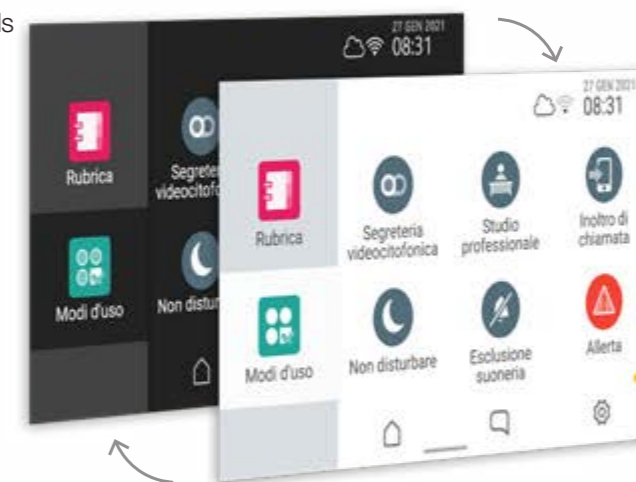 ls
27 GEN 2021
08:31
Rubrica
Modi d'uso
27 GEN 2021
08:31
Rubrica
Segreteria
videocitofonica
Studio
professionale
Inoltro di
chiamata
Modi d'uso
Non disturbare
Esclusione
suoneria
Allerta